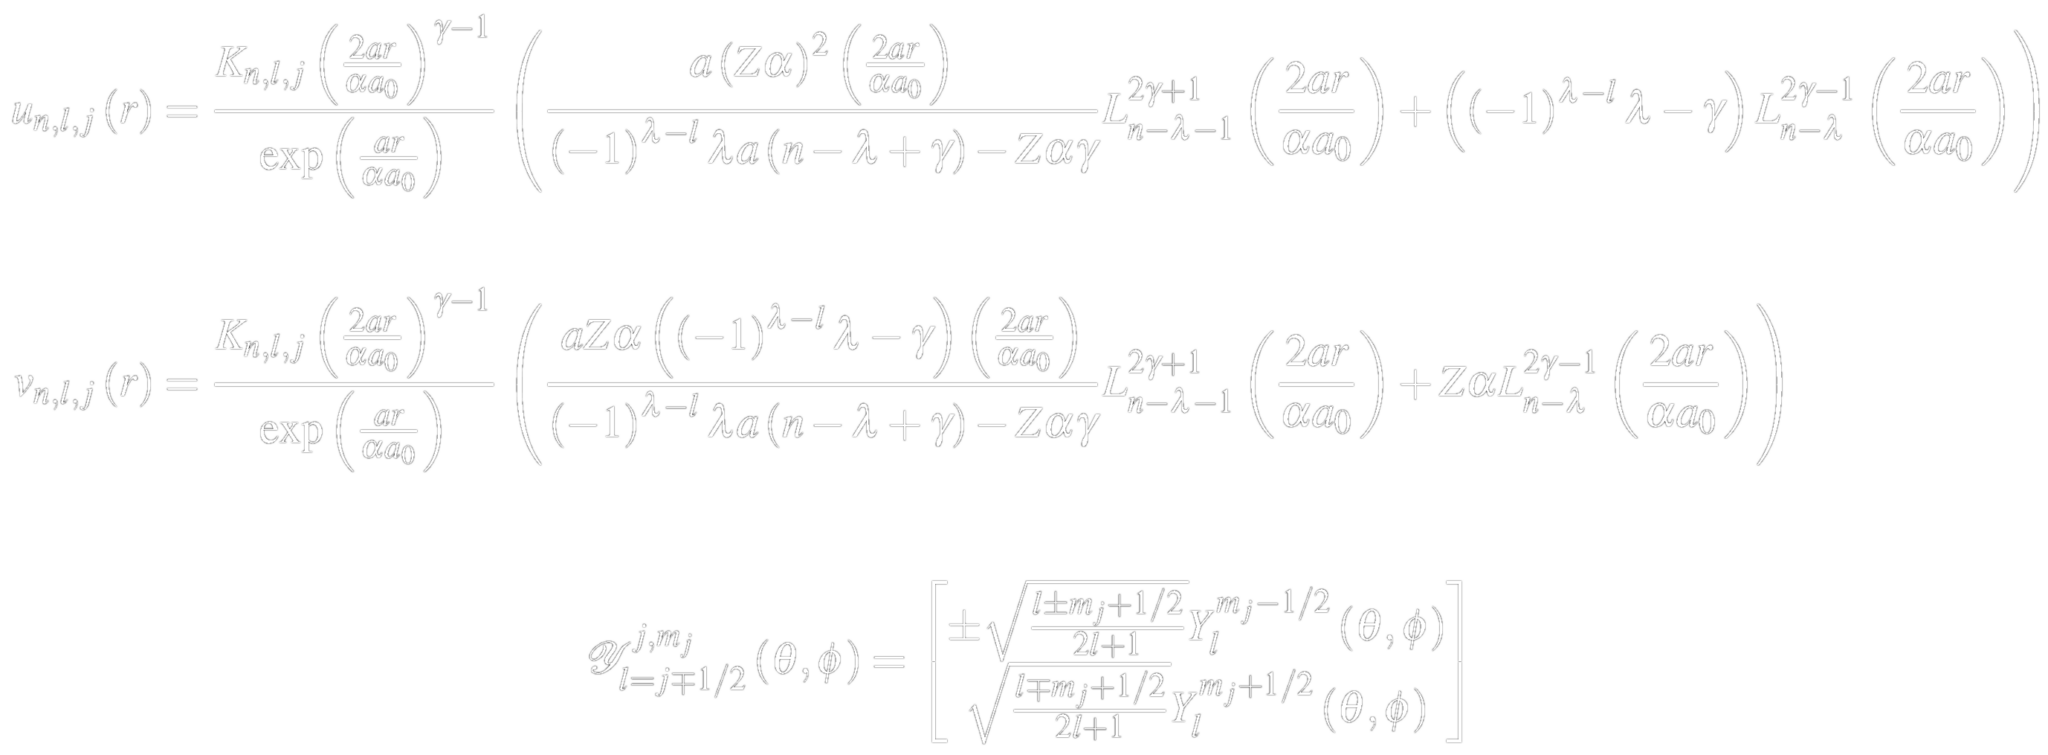 u_{n,l,j}(r) = \frac{K_{n,l,j}\left(\frac{2ar}{\alpha a_0}\right)^{\gamma-1}}{\exp\left(\frac{ar}{\alpha a_0}\right)} \left( \frac{a(Z\alpha)^2\left(\frac{2ar}{\alpha a_0}\right)}{(-1)^{\lambda-l}\lambda a(n-\lambda+\gamma)-Z\alpha\gamma} L_{n-\lambda-1}^{2\gamma+1}\left(\frac{2ar}{\alpha a_0}\right) + \left((-1)^{\lambda-l}\lambda-\gamma\right) L_{n-\lambda}^{2\gamma-1}\left(\frac{2ar}{\alpha a_0}\right) \right)
v_{n,l,j}(r) = \frac{K_{n,l,j}\left(\frac{2ar}{\alpha a_0}\right)^{\gamma-1}}{\exp\left(\frac{ar}{\alpha a_0}\right)} \left( \frac{aZ\alpha\left((-1)^{\lambda-l}\lambda-\gamma\right)\left(\frac{2ar}{\alpha a_0}\right)}{(-1)^{\lambda-l}\lambda a(n-\lambda+\gamma)-Z\alpha\gamma} L_{n-\lambda-1}^{2\gamma+1}\left(\frac{2ar}{\alpha a_0}\right) + Z\alpha L_{n-\lambda}^{2\gamma-1}\left(\frac{2ar}{\alpha a_0}\right) \right)
\mathscr{Y}_{l=j\mp1/2}^{j,m_j}(\theta,\phi) = \begin{bmatrix} \pm\sqrt{\frac{l\pm m_j+1/2}{2l+1}} Y_l^{m_j-1/2}(\theta,\phi) \\ \sqrt{\frac{l\mp m_j+1/2}{2l+1}} Y_l^{m_j+1/2}(\theta,\phi) \end{bmatrix}